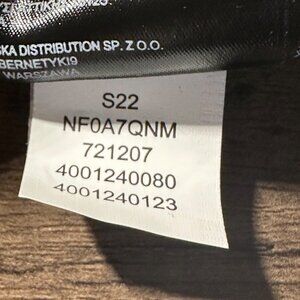 SKA DISTRIBUTION SP. Z O.O.
BERNETYKI9
WARSZAWA
S22
NF0A7QNM
721207
4001240080
4001240123